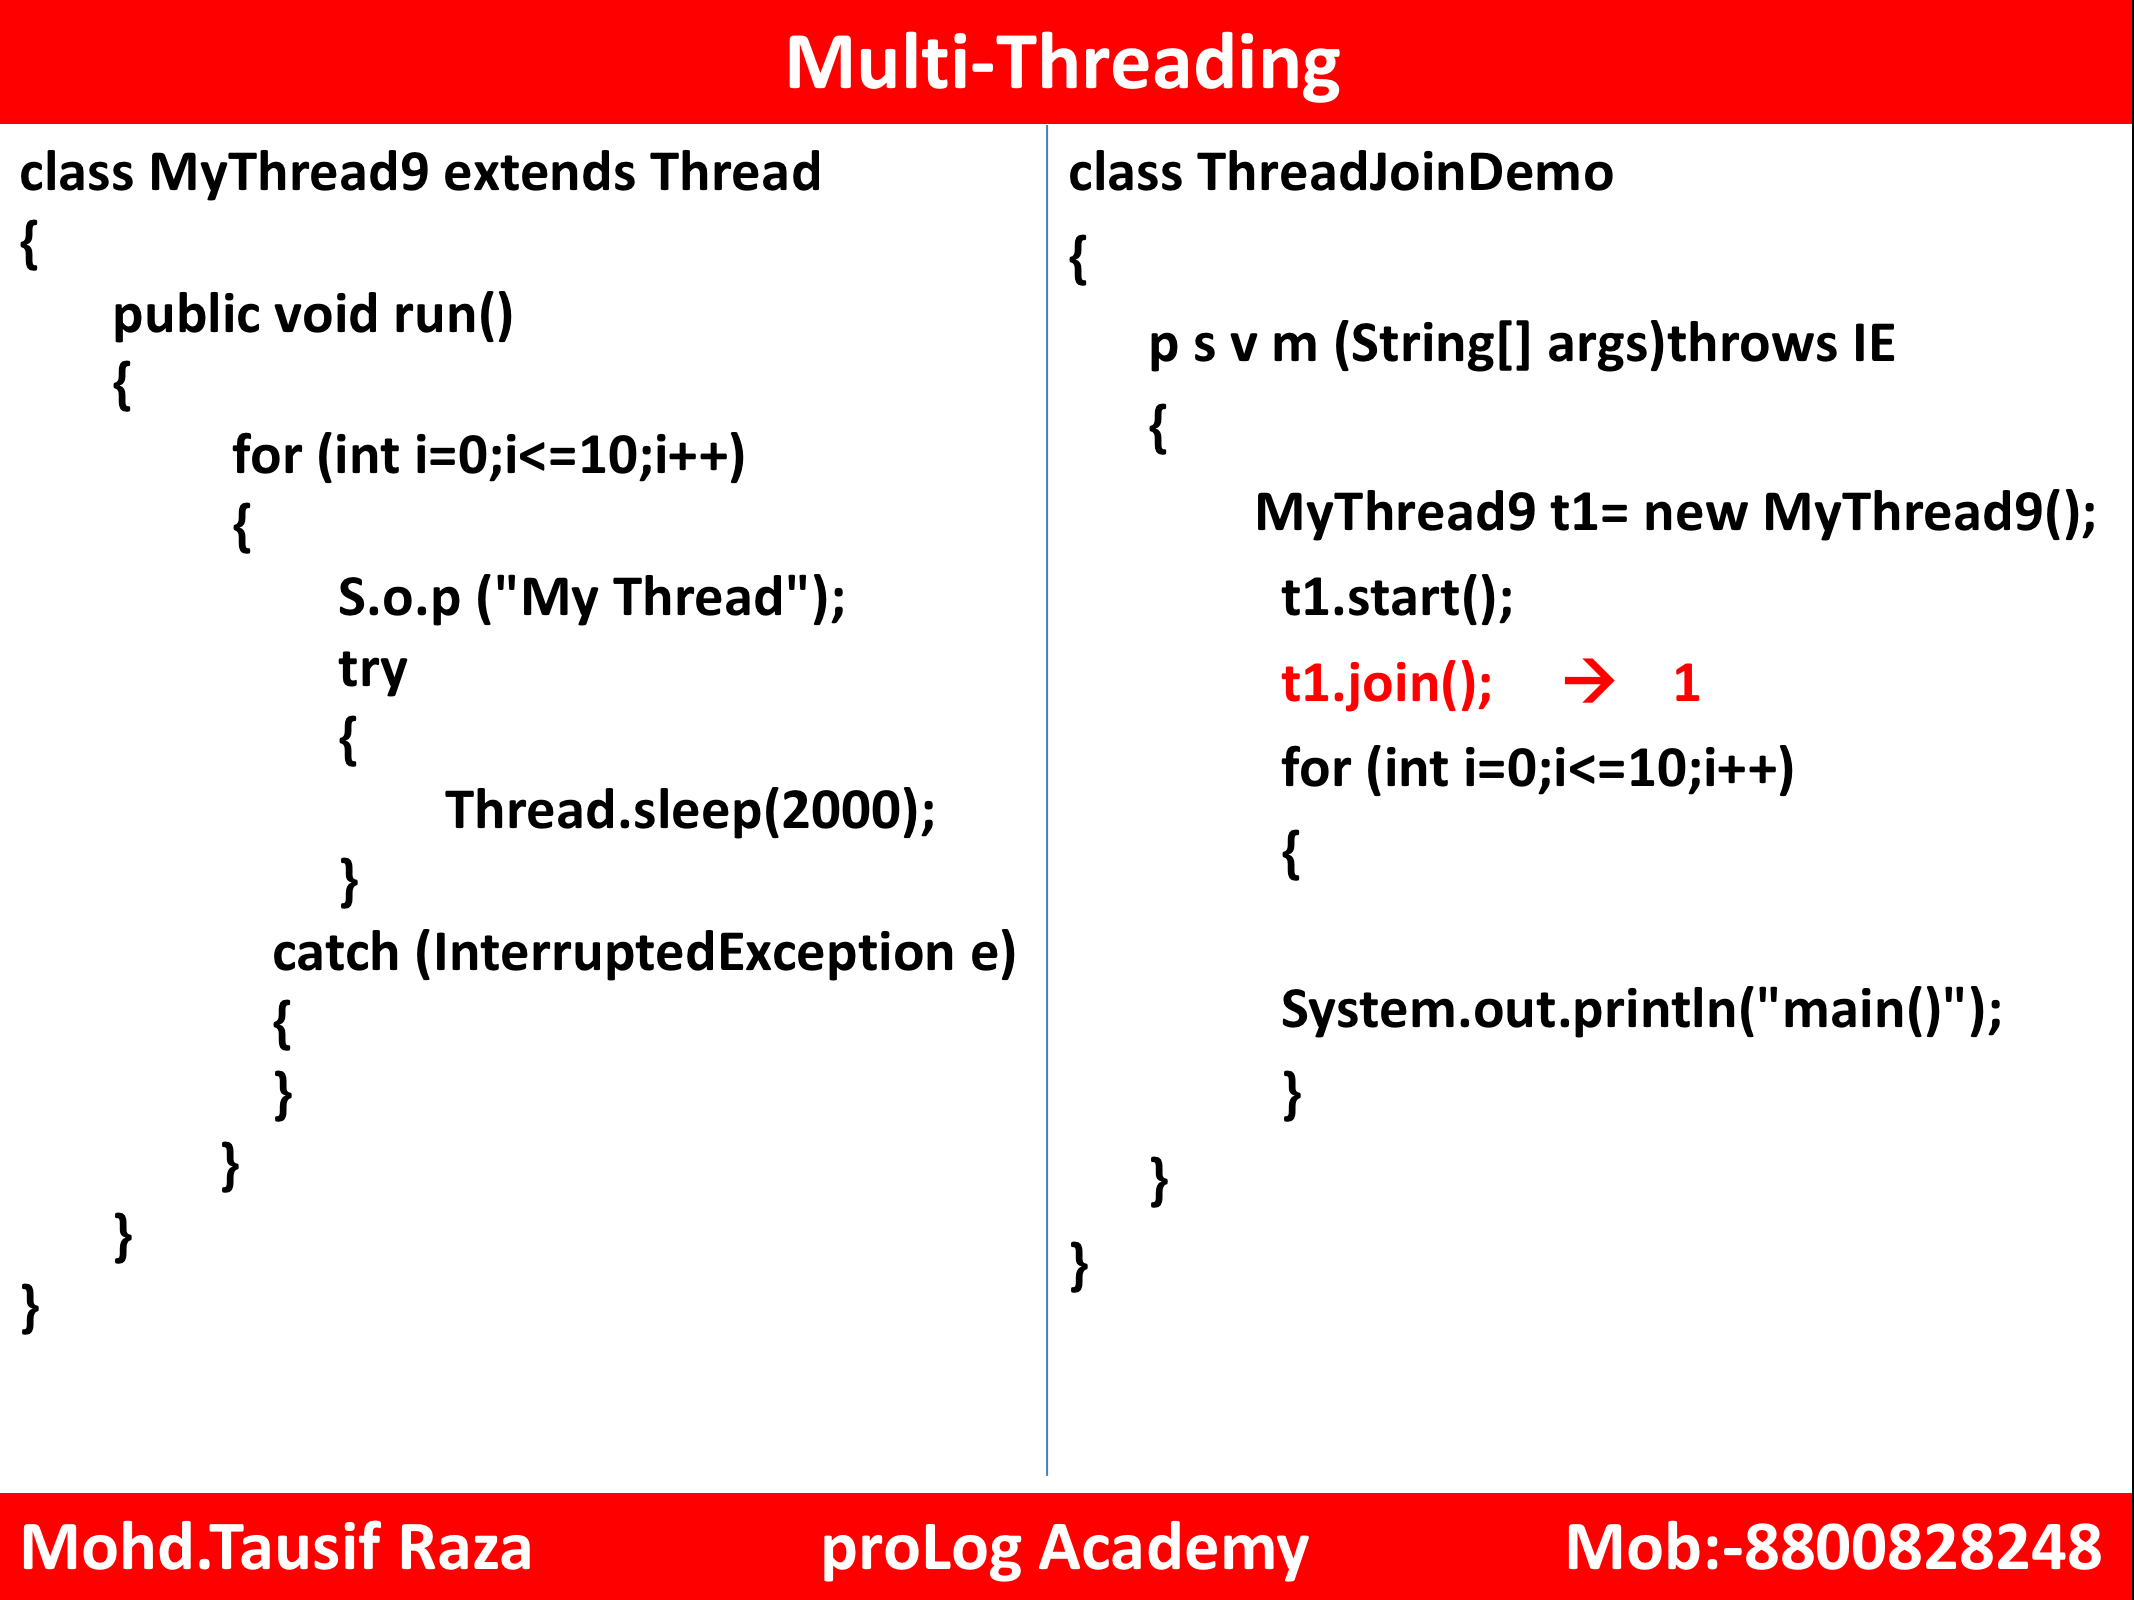 Multi-Threading
class MyThread9 extends Thread
{
public void run()
{
for (int i=0;i<=10;i++)
{
S.o.p ("My Thread");
try
{
Thread.sleep(2000);
}
catch (InterruptedException e)
{
}
}
}
}
class ThreadJoinDemo
{
p s v m (String[] args)throws IE
{
MyThread9 t1= new MyThread9();
t1.start();
t1.join(); → 1
for (int i=0;i<=10;i++)
{
System.out.println("main()");
}
}
}
Mohd.Tausif Raza proLog Academy Mob:-8800828248